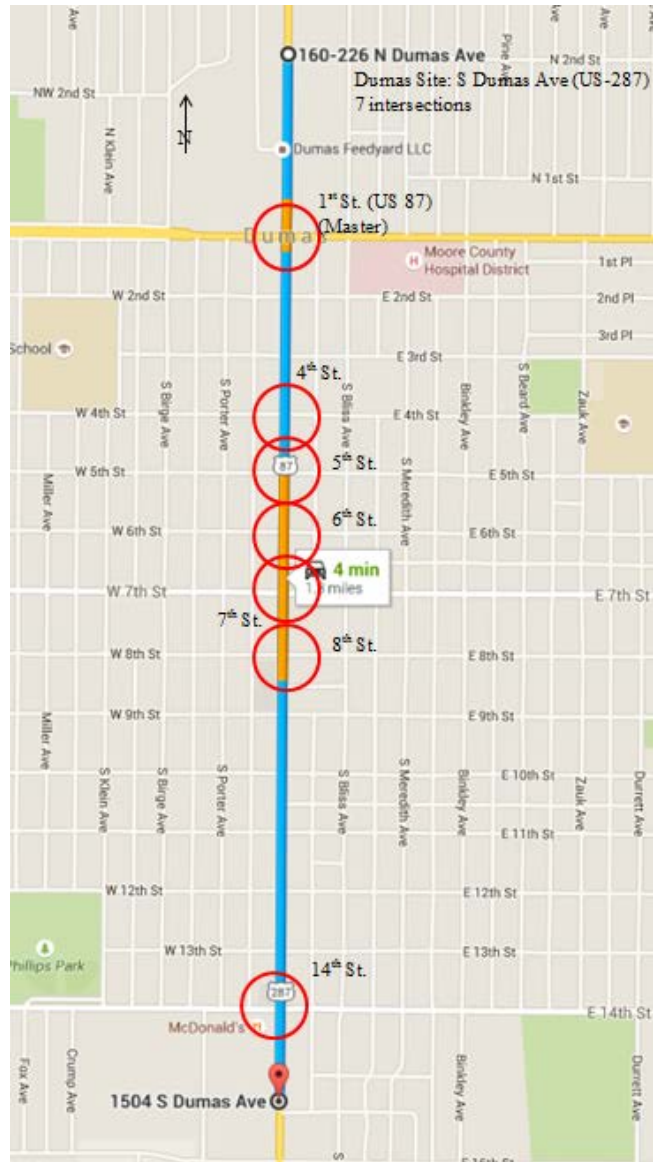 Ave
Ave
Ave
160-226 N Dumas Ave
Pine Ave
N 2nd St
Dumas Site: S Dumas Ave (US-287)
7 intersections
NW 2nd St
N
N Klein Ave
Dumas Feedyard LLC
N 1st St
1st St. (US 87)
(Master)
Dumas
H
Moore County
Hospital District
1st Pl
W 2nd St
E 2nd St
2nd Pl
3rd Pl
School
E 3rd St
4th St.
S Birge Ave
S Porter Ave
S Bliss Ave
Binkley Ave
S Beard Ave
Zauk Ave
W 4th St
E 4th St
87
5th St.
W 5th St
E 5th St
Miller Ave
S Meredith Ave
W 6th St
6th St.
E 6th St
4 min
miles
W 7th St
E 7th St
7th St.
8th St.
W 8th St
E 8th St
W 9th St
E 9th St
Miller Ave
S Klein Ave
S Birge Ave
S Porter Ave
S Bliss Ave
S Meredith Ave
Binkley Ave
E 10th St
Zauk Ave
Durrett Ave
E 11th St
W 12th St
E 12th St
W 13th St
E 13th St
Phillips Park
14th St.
287
E 14th St
McDonald's
Fox Ave
Crump Ave
Binkley Ave
Durrett Ave
1504 S Dumas Ave
S
E 16th St